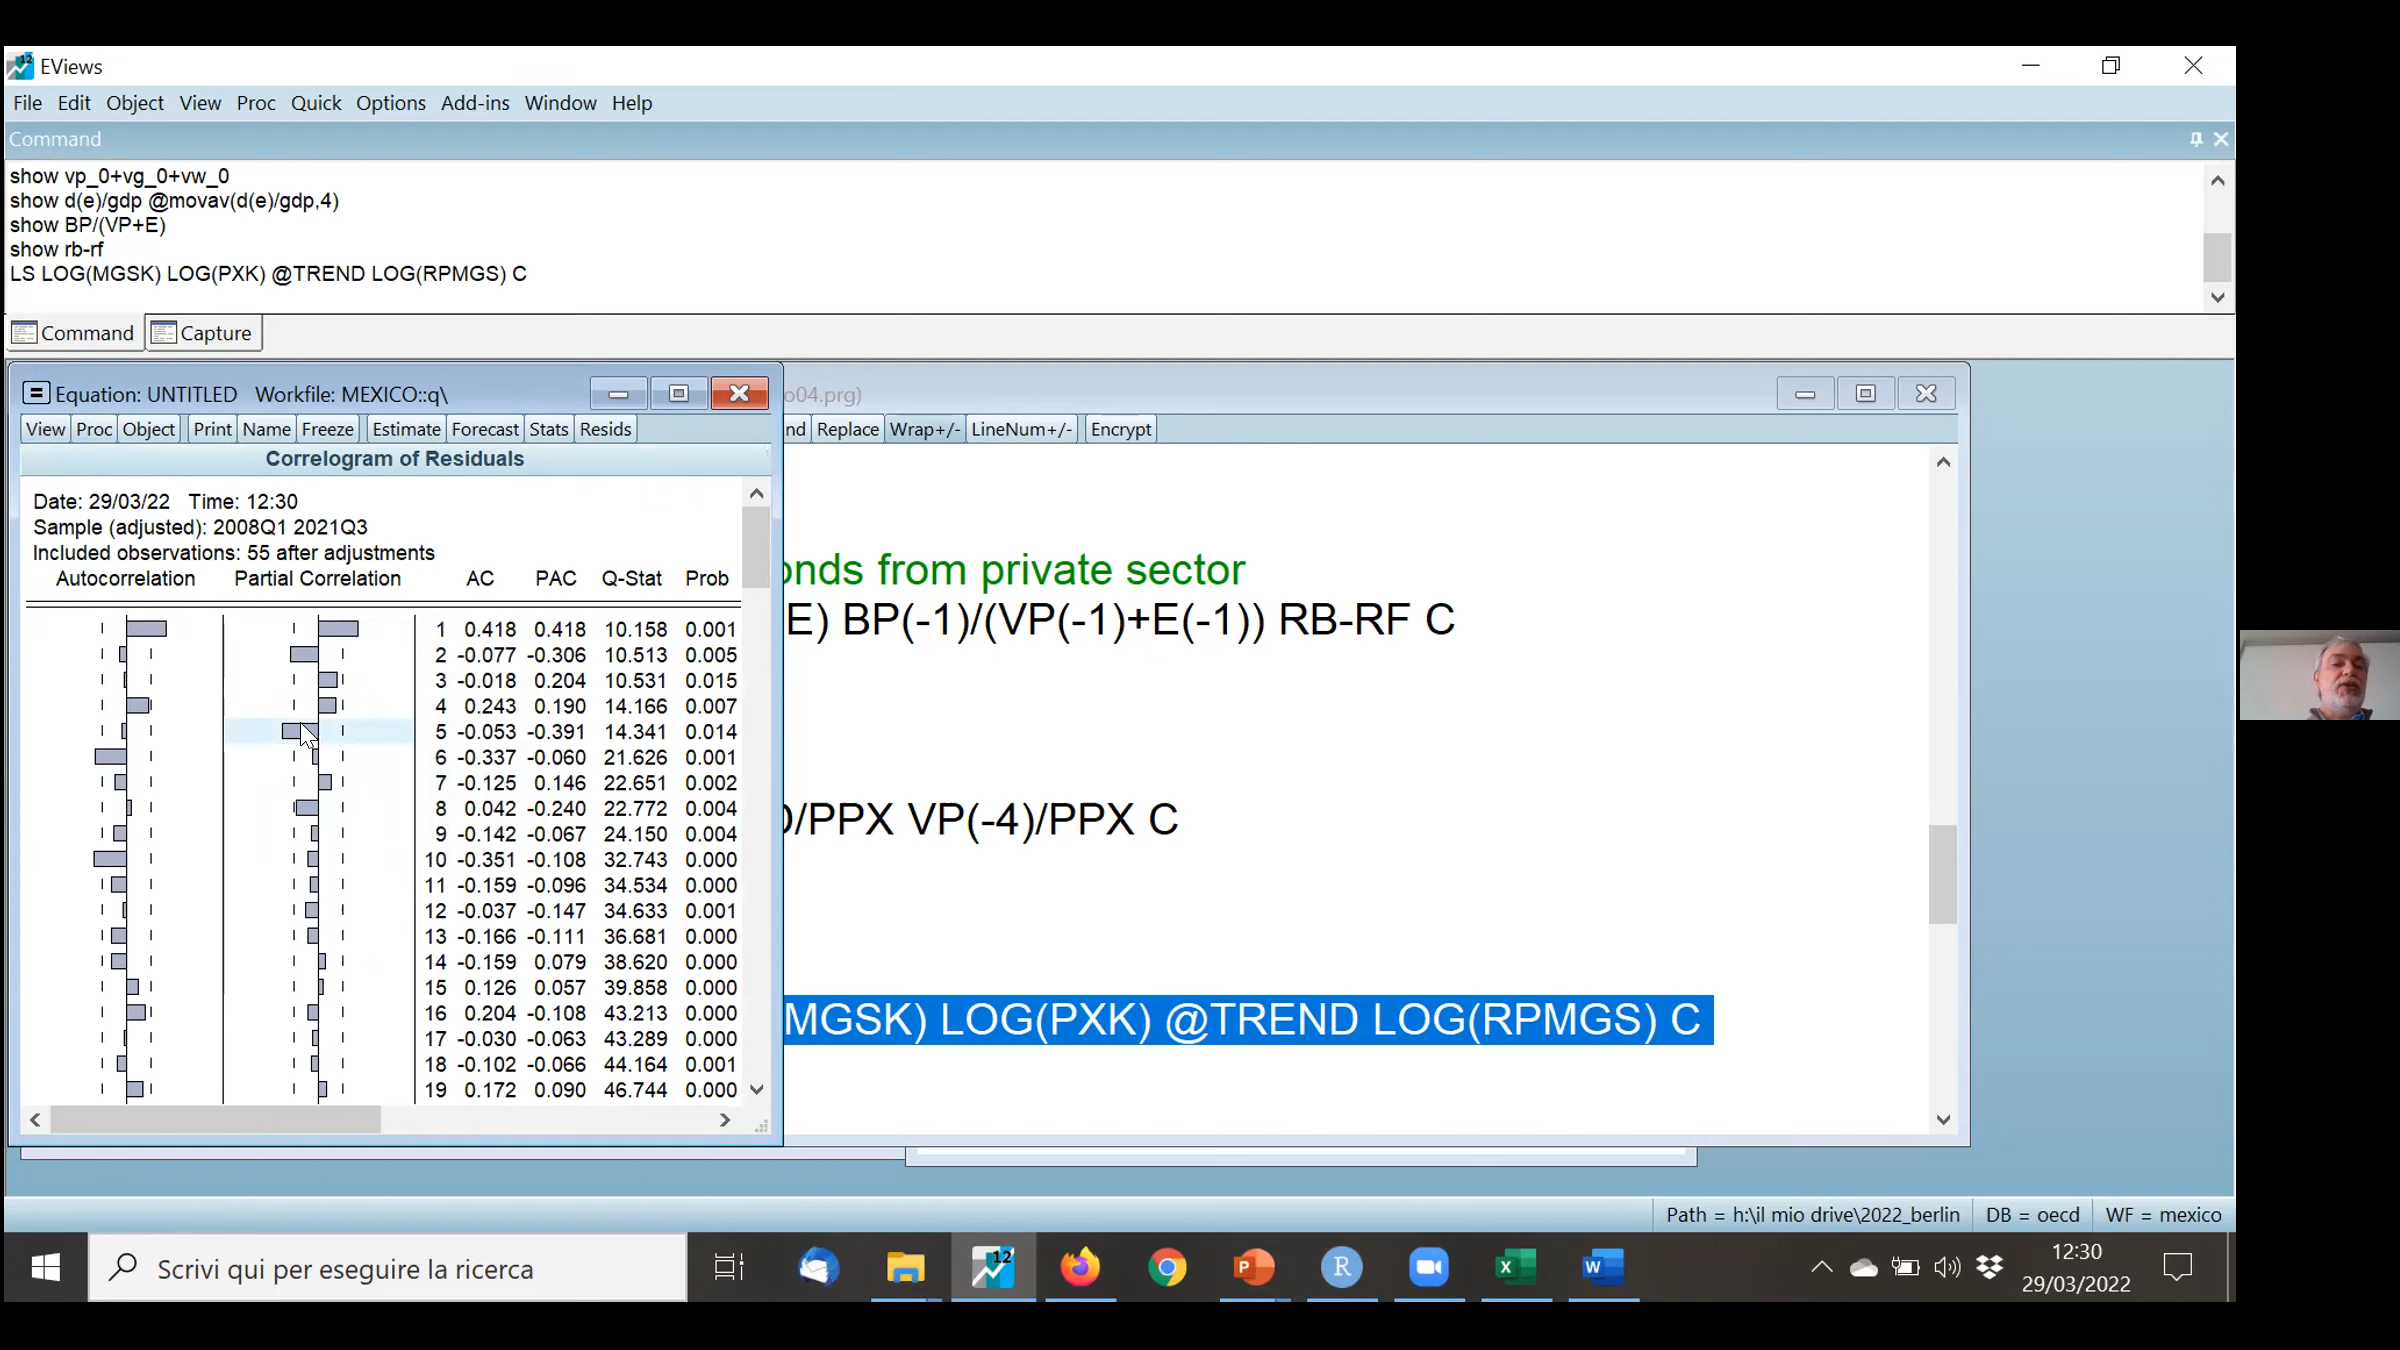 EViews
File Edit Object View Proc Quick Options Add-ins Window Help
Command
show vp_0+vg_0+vw_0
show d(e)/gdp @movav(d(e)/gdp,4)
show BP/(VP+E)
show rb-rf
LS LOG(MGSK) LOG(PXK) @TREND LOG(RPMGS) C
Command Capture
Equation: UNTITLED Workfile: MEXICO::q\
o04.prg)
View Proc Object Print Name Freeze Estimate Forecast Stats Resids
nd Replace Wrap+/- LineNum+/- Encrypt
Correlogram of Residuals
Date: 29/03/22 Time: 12:30
Sample (adjusted): 2008Q1 2021Q3
Included observations: 55 after adjustments
Autocorrelation Partial Correlation AC PAC Q-Stat Prob
1 0.418 0.418 10.158 0.001
2 -0.077 -0.306 10.513 0.005
3 -0.018 0.204 10.531 0.015
4 0.243 0.190 14.166 0.007
5 -0.053 -0.391 14.341 0.014
6 -0.337 -0.060 21.626 0.001
7 -0.125 0.146 22.651 0.002
8 0.042 -0.240 22.772 0.004
9 -0.142 -0.067 24.150 0.004
10 -0.351 -0.108 32.743 0.000
11 -0.159 -0.096 34.534 0.000
12 -0.037 -0.147 34.633 0.001
13 -0.166 -0.111 36.681 0.000
14 -0.159 0.079 38.620 0.000
15 0.126 0.057 39.858 0.000
16 0.204 -0.108 43.213 0.000
17 -0.030 -0.063 43.289 0.000
18 -0.102 -0.066 44.164 0.001
19 0.172 0.090 46.744 0.000
onds from private sector
E) BP(-1)/(VP(-1)+E(-1)) RB-RF C
/PPX VP(-4)/PPX C
MGSK) LOG(PXK) @TREND LOG(RPMGS) C
Path = h:\il mio drive\2022_berlin DB = oecd WF = mexico
Scrivi qui per eseguire la ricerca
12:30
29/03/2022